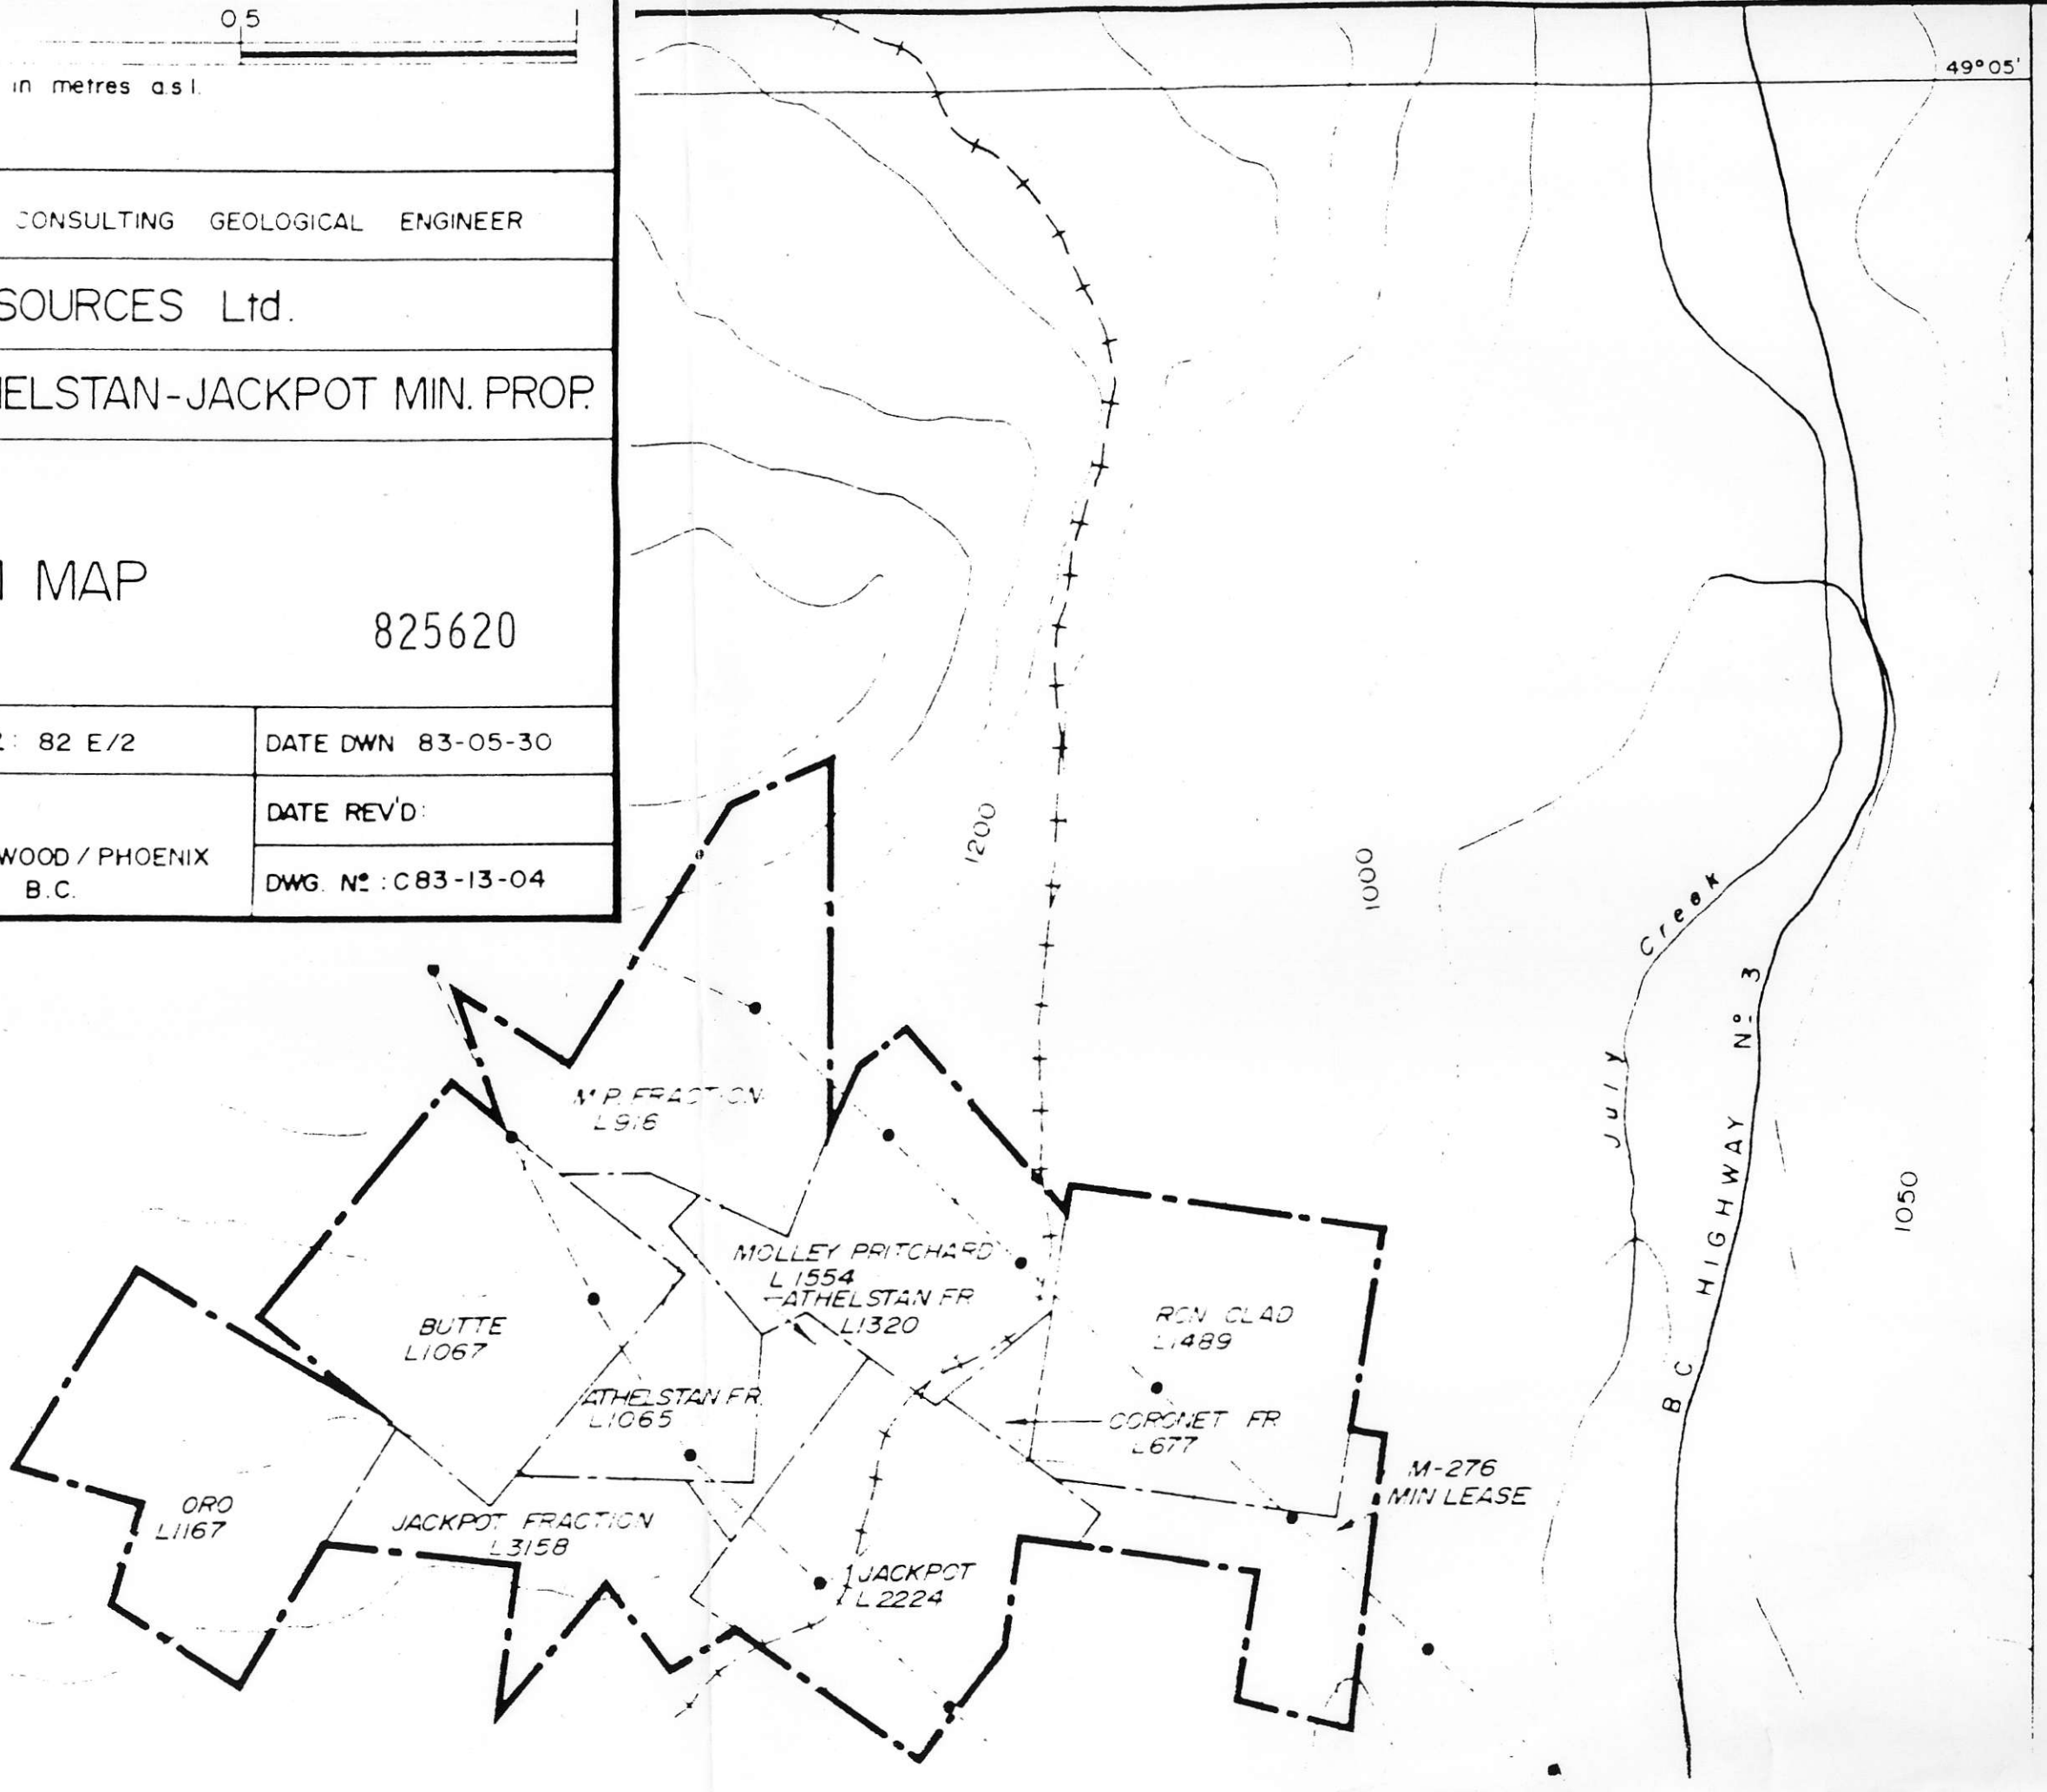 0.5 1
in metres a.s.l.
CONSULTING GEOLOGICAL ENGINEER
SOURCES Ltd.
HELSTAN-JACKPOT MIN. PROP.
MAP
825620
82 E/2
DATE DWN 83-05-30
DATE REV'D:
WOOD / PHOENIX
B.C.
DWG. Nº : C83-13-04
49°05'
1200
1000
1050
July Creek
BC HIGHWAY Nº 3
M.P. FRACTION
L916
MOLLEY PRITCHARD
L1554
ATHELSTAN FR
L1320
RON CLAD
L1489
BUTTE
L1067
ATHELSTAN FR.
L1065
CORONET FR
L677
M-276
MIN LEASE
ORO
L1167
JACKPOT FRACTION
L3158
JACKPOT
L2224